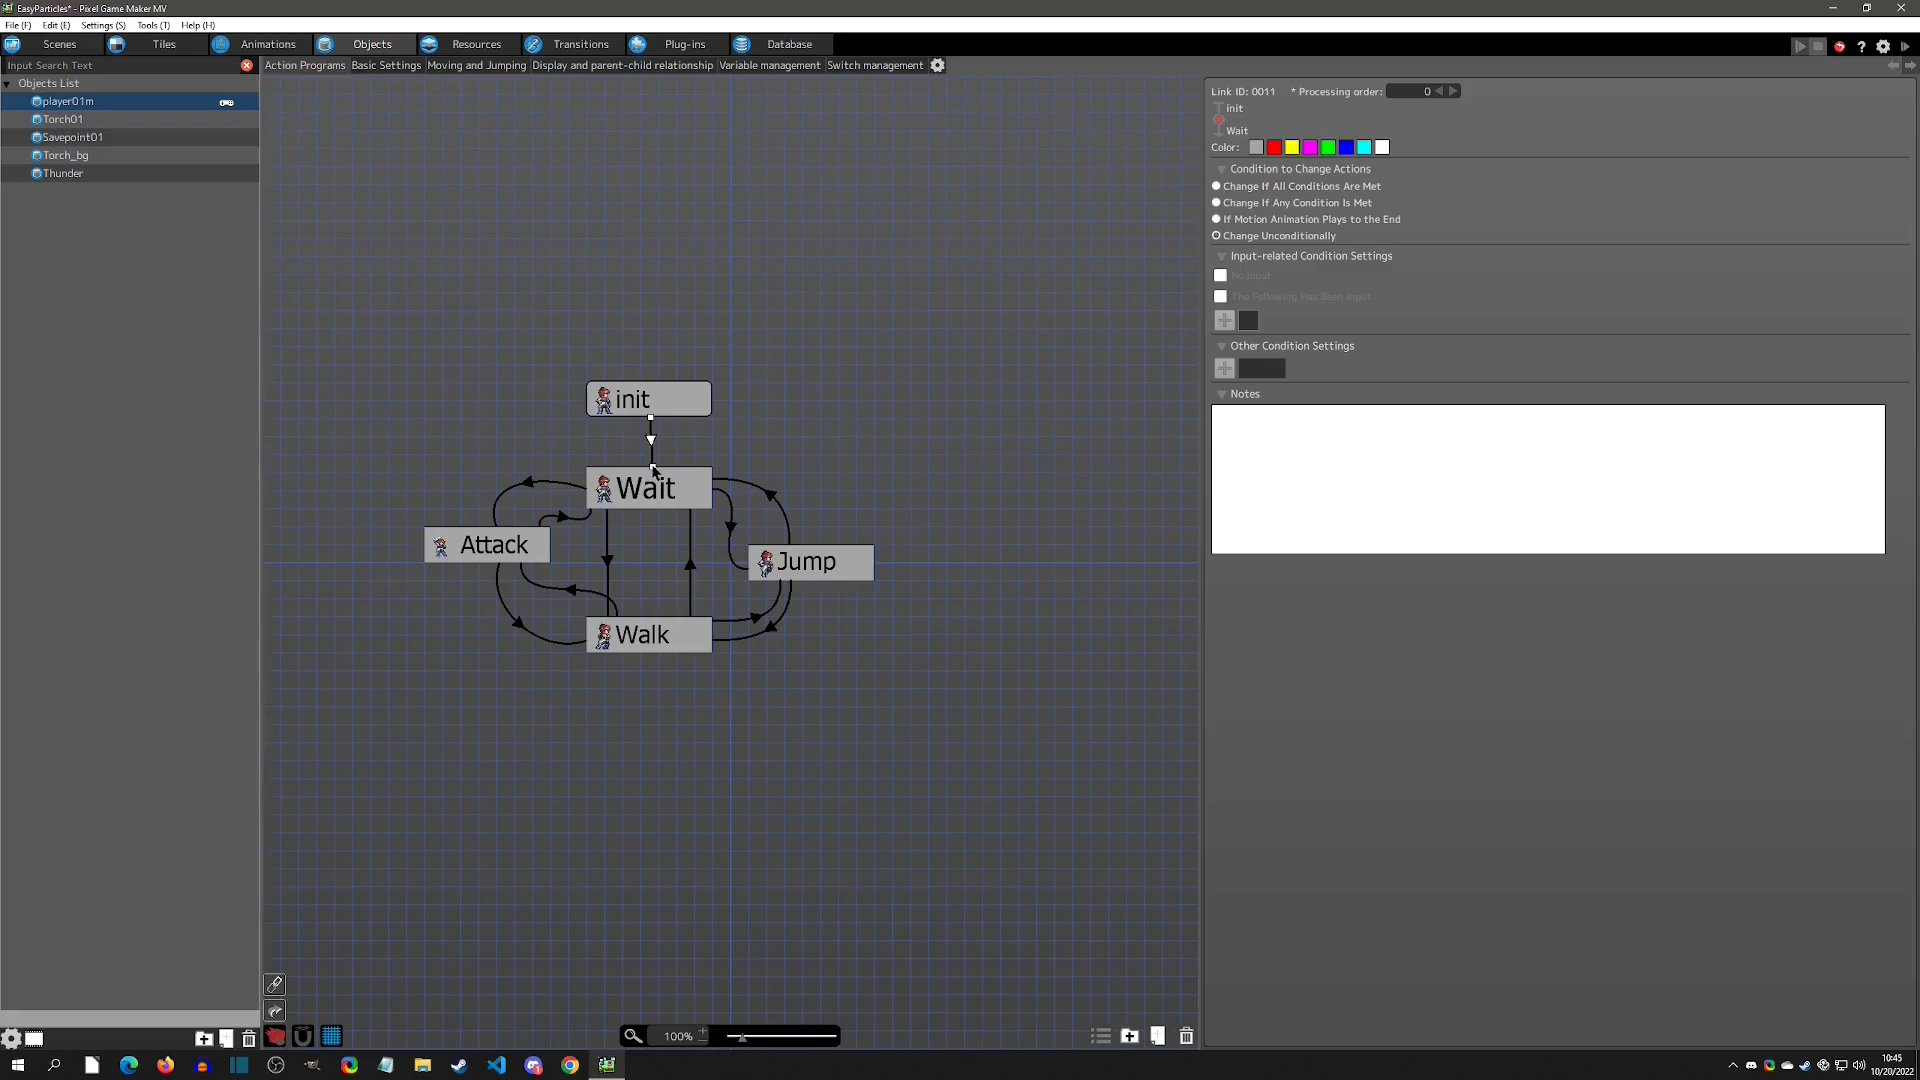 EasyParticles* - Pixel Game Maker MV
File (F) Edit (E) Settings (S) Tools (T) Help (H)
Scenes Tiles Animations Objects Resources Transitions Plug-ins Database
Input Search Text
Action Programs Basic Settings Moving and Jumping Display and parent-child relationship Variable management Switch management
Objects List
player01m
Torch01
Savepoint01
Torch_bg
Thunder
init
Wait
Attack
Jump
Walk
100%
Link ID: 0011 * Processing order: 0
init
Wait
Color:
Condition to Change Actions
Change If All Conditions Are Met
Change If Any Condition Is Met
If Motion Animation Plays to the End
Change Unconditionally
Input-related Condition Settings
No Input
The Following Has Been Input
Other Condition Settings
Notes
10:45
10/20/2022